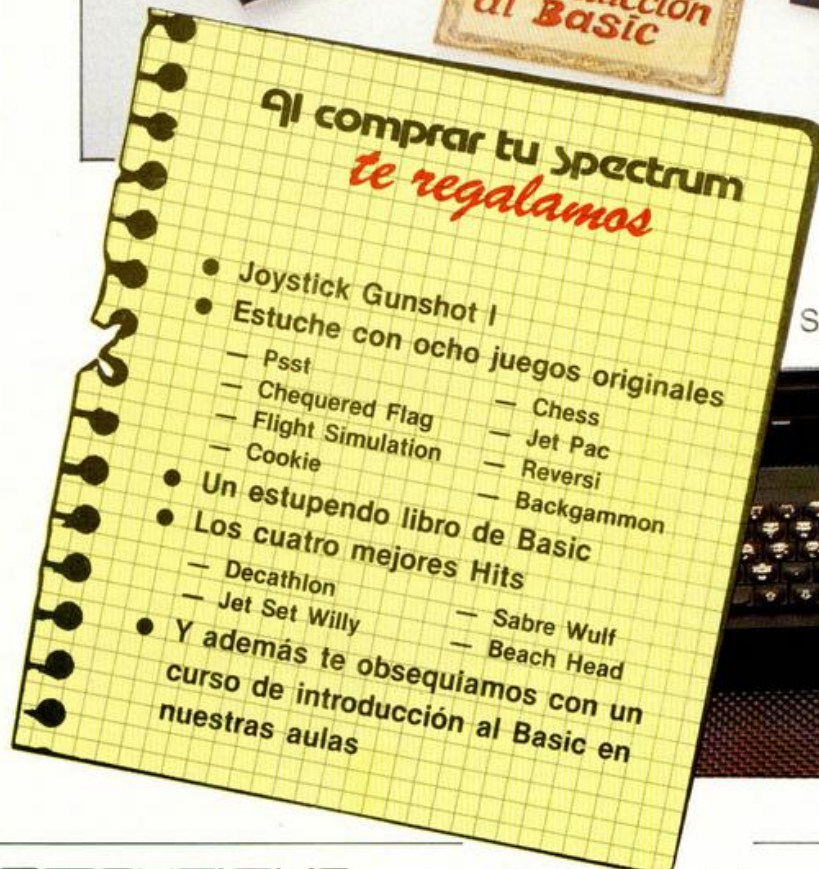 al Basic
Al comprar tu Spectrum
te regalamos
● Joystick Gunshot I
● Estuche con ocho juegos originales
— Psst
— Chequered Flag
— Flight Simulation
— Cookie
— Chess
— Jet Pac
— Reversi
— Backgammon
● Un estupendo libro de Basic
● Los cuatro mejores Hits
— Decathlon
— Jet Set Willy
— Sabre Wulf
— Beach Head
● Y además te obsequiamos con un
curso de introducción al Basic en
nuestras aulas
S